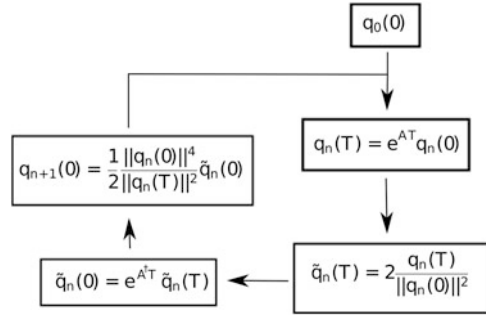 q₀(0)
qₙ(T) = e^{AT}qₙ(0)
q̃ₙ(T) = 2 qₙ(T) / ||qₙ(0)||²
q̃ₙ(0) = e^{A†T} q̃ₙ(T)
qₙ₊₁(0) = 1/2 ||qₙ(0)||⁴ / ||qₙ(T)||² q̃ₙ(0)